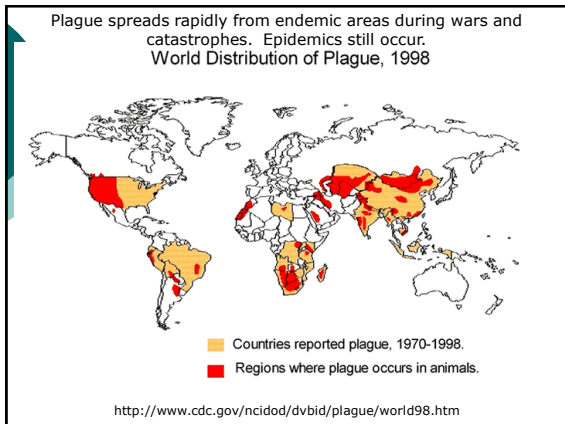 Plague spreads rapidly from endemic areas during wars and
catastrophes.  Epidemics still occur.
World Distribution of Plague, 1998
Countries reported plague, 1970-1998.
Regions where plague occurs in animals.
http://www.cdc.gov/ncidod/dvbid/plague/world98.htm